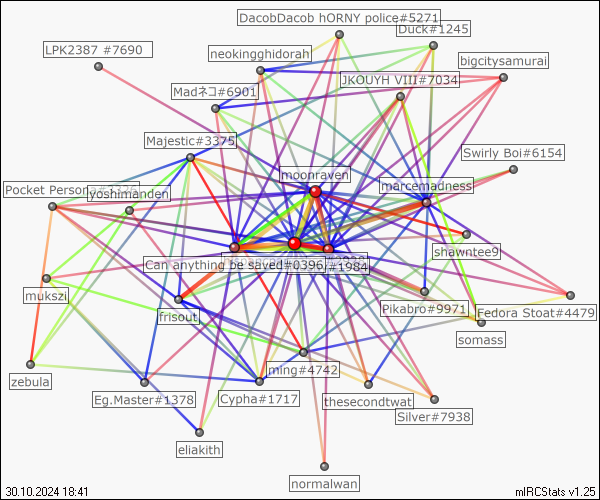 DacobDacob hORNY police#5271
Duck#1245
LPK2387 #7690
neokingghidorah
bigcitysamurai
JKOUYH VIII#7034
Madネコ#6901
Majestic#3375
Swirly Boi#6154
moonraven
marcemadness
Pocket Persona
yoshimanden
shawntee9
Can anything be saved#0396
#1984
mukszi
frisout
Pikabro#9971
Fedora Stoat#4479
somass
ming#4742
zebula
Eg.Master#1378
Cypha#1717
thesecondtwat
Silver#7938
eliakith
normalwan
30.10.2024 18:41
mIRCStats v1.25